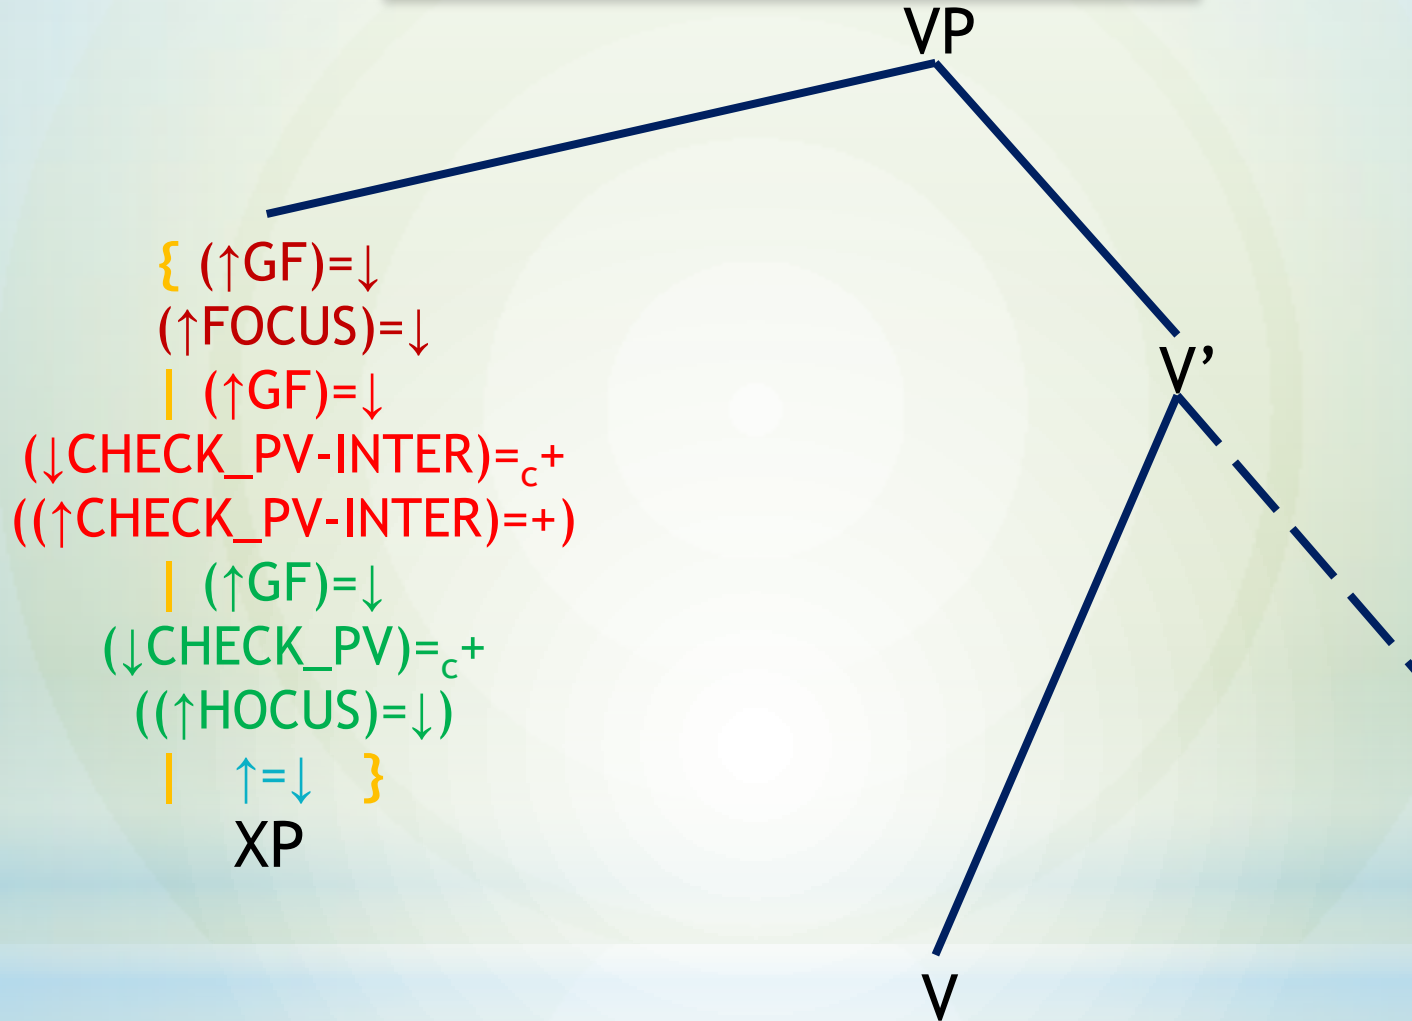 VP
{ (↑GF)=↓
(↑FOCUS)=↓
| (↑GF)=↓
(↓CHECK_PV-INTER)=c+
((↑CHECK_PV-INTER)=+)
| (↑GF)=↓
(↓CHECK_PV)=c+
((↑HOCUS)=↓)
| ↑=↓ }
XP
V’
V